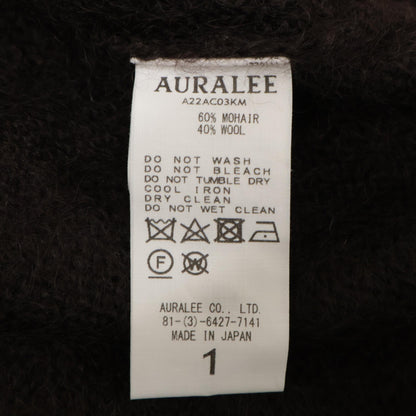 AURALEE
A22AC03KM
60% MOHAIR
40% WOOL
DO NOT WASH
DO NOT BLEACH
DO NOT TUMBLE DRY
COOL IRON
DRY CLEAN
DO NOT WET CLEAN
F W
AURALEE CO., LTD.
81-(3)-6427-7141
MADE IN JAPAN
1